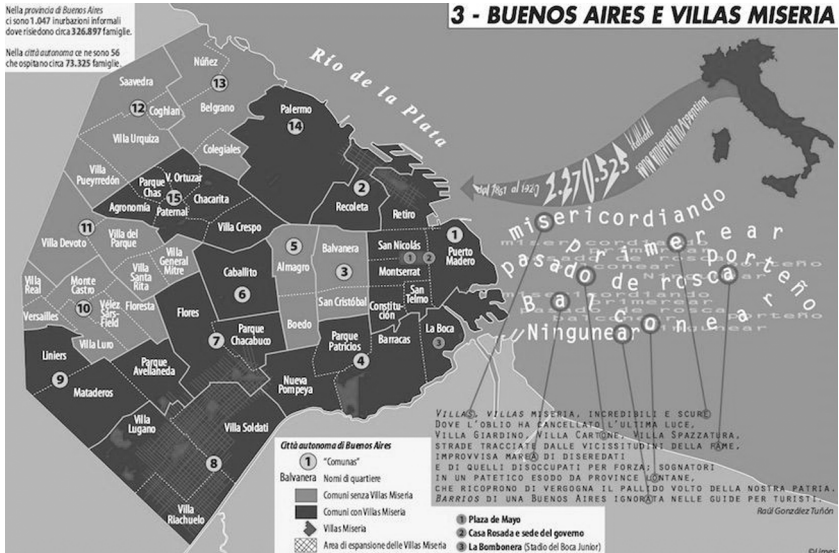 Nella provincia di Buenos Aires
ci sono 1.047 inurbazioni informali
dove risiedono circa 326.897 famiglie.
Nella città autonoma ce ne sono 56
che ospitano circa 73.325 famiglie.
3 - BUENOS AIRES E VILLAS MISERIA
Río de la Plata
Núñez
13
Saavedra
12
Coghlan
Belgrano
Villa Urquiza
Colegiales
Palermo
14
Villa
Pueyrredón
Parque
Chas
V. Ortuzar
15
Chacarita
Agronomía
Paternal
Villa Crespo
2
Recoleta
Retiro
11
Villa Devoto
Villa del
Parque
Villa
General
Mitre
Villa
Santa
Rita
Villa
Real
Monte
Castro
Versailles
10
Vélez
Sárs-
Field
Floresta
Villa Luro
5
Almagro
Balvanera
3
San Cristóbal
Boedo
San Nicolás
1
2
Montserrat
1
Puerto
Madero
San
Telmo
Constitu-
ción
Caballito
6
Flores
7
Parque
Chacabuco
Parque
Avellaneda
Parque
Patricios
4
Barracas
La Boca
3
Nueva
Pompeya
Liniers
9
Mataderos
Villa
Lugano
Villa Soldati
8
Villa
Riachuelo
2.270.525
misericordiando
primerear
pasado de rosca
porteño
Balconear
Ningunear
Villas, villas miseria, incredibili e scure
Dove l'oblio ha cancellato l'ultima luce,
Villa Giardino, Villa Cartone, Villa Spazzatura,
strade tracciate dalle vicissitudini della fame,
improvvisa marea di diseredati
e di quelli disoccupati per forza; sognatori
in un patetico esodo da province lontane,
che ricoprono di vergogna il pallido volto della nostra patria.
Barrios di una Buenos Aires ignorata nelle guide per turisti.
Raúl González Tuñón
Città autonoma di Buenos Aires
1 "Comunas"
Balvanera Nomi di quartiere
Comuni senza Villas Miseria
Comuni con Villas Miseria
Villas Miseria
Area di espansione delle Villas Miseria
1 Plaza de Mayo
2 Casa Rosada e sede del governo
3 La Bombonera (Stadio del Boca Junior)
©Limes